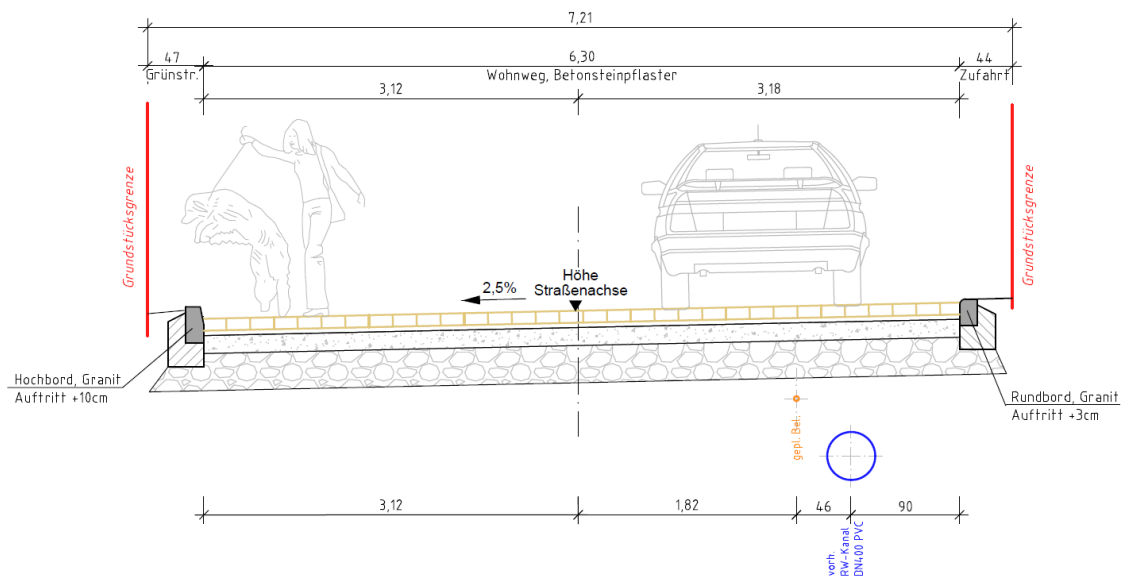 7,21
47
6,30
44
Grünstr.
Wohnweg, Betonsteinpflaster
Zufahrt
3,12
3,18
Grundstücksgrenze
Grundstücksgrenze
2,5%
Höhe
Straßenachse
Hochbord, Granit
Auftritt +10cm
Rundbord, Granit
Auftritt +3cm
gepl. Bel.
3,12
1,82
46
90
vorh.
RW-Kanal
DN400 PVC